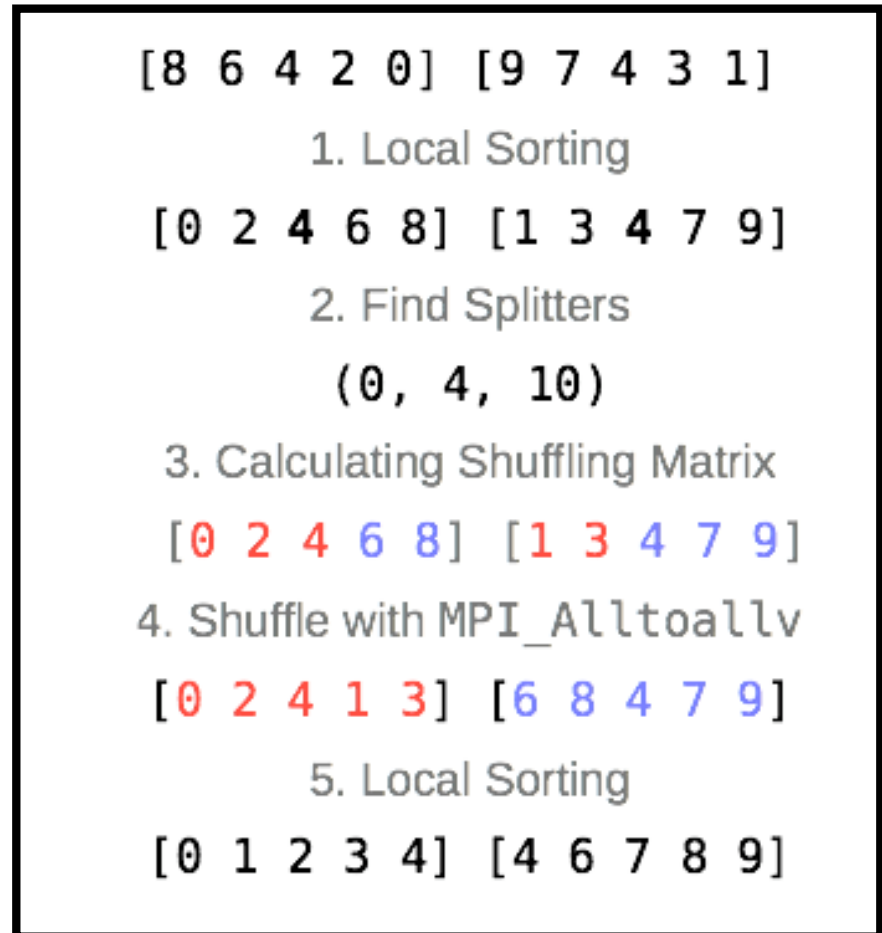 [8 6 4 2 0] [9 7 4 3 1]
1. Local Sorting
[0 2 4 6 8] [1 3 4 7 9]
2. Find Splitters
(0, 4, 10)
3. Calculating Shuffling Matrix
[0 2 4 6 8] [1 3 4 7 9]
4. Shuffle with MPI_Alltoallv
[0 2 4 1 3] [6 8 4 7 9]
5. Local Sorting
[0 1 2 3 4] [4 6 7 8 9]